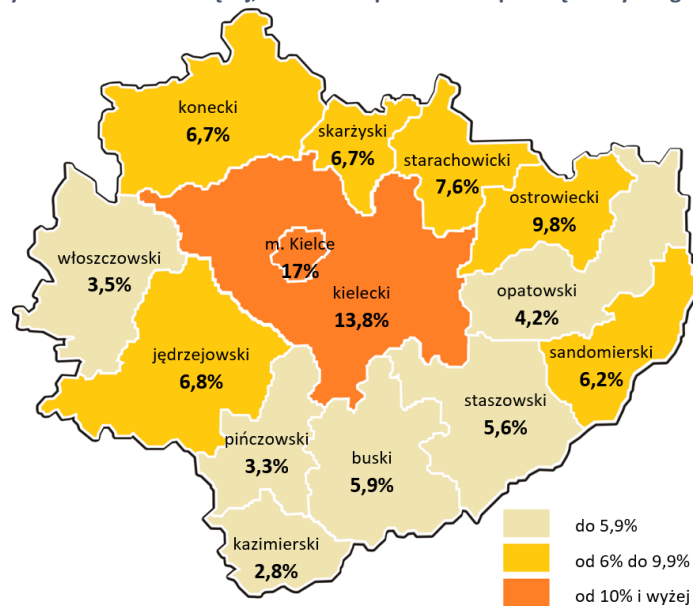 konecki
6,7%
skarżyski
6,7%
starachowicki
7,6%
ostrowiecki
9,8%
m. Kielce
17%
włoszczowski
3,5%
kielecki
13,8%
opatowski
4,2%
jędrzejowski
6,8%
sandomierski
6,2%
staszowski
5,6%
pińczowski
3,3%
buski
5,9%
kazimierski
2,8%
do 5,9%
od 6% do 9,9%
od 10% i wyżej